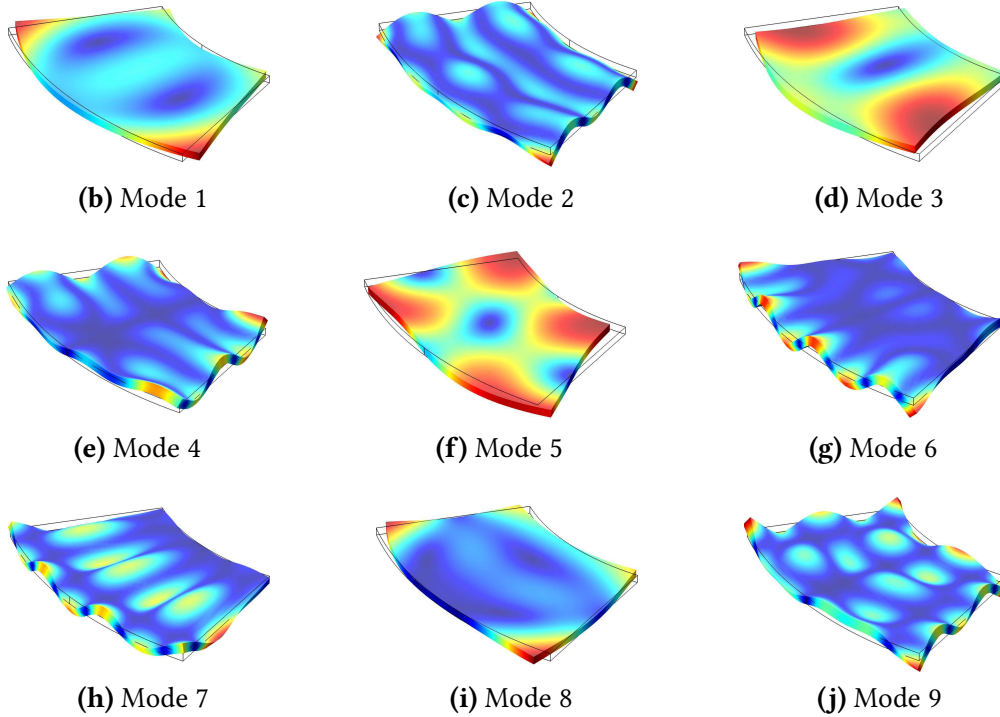 (b) Mode 1
(c) Mode 2
(d) Mode 3
(e) Mode 4
(f) Mode 5
(g) Mode 6
(h) Mode 7
(i) Mode 8
(j) Mode 9